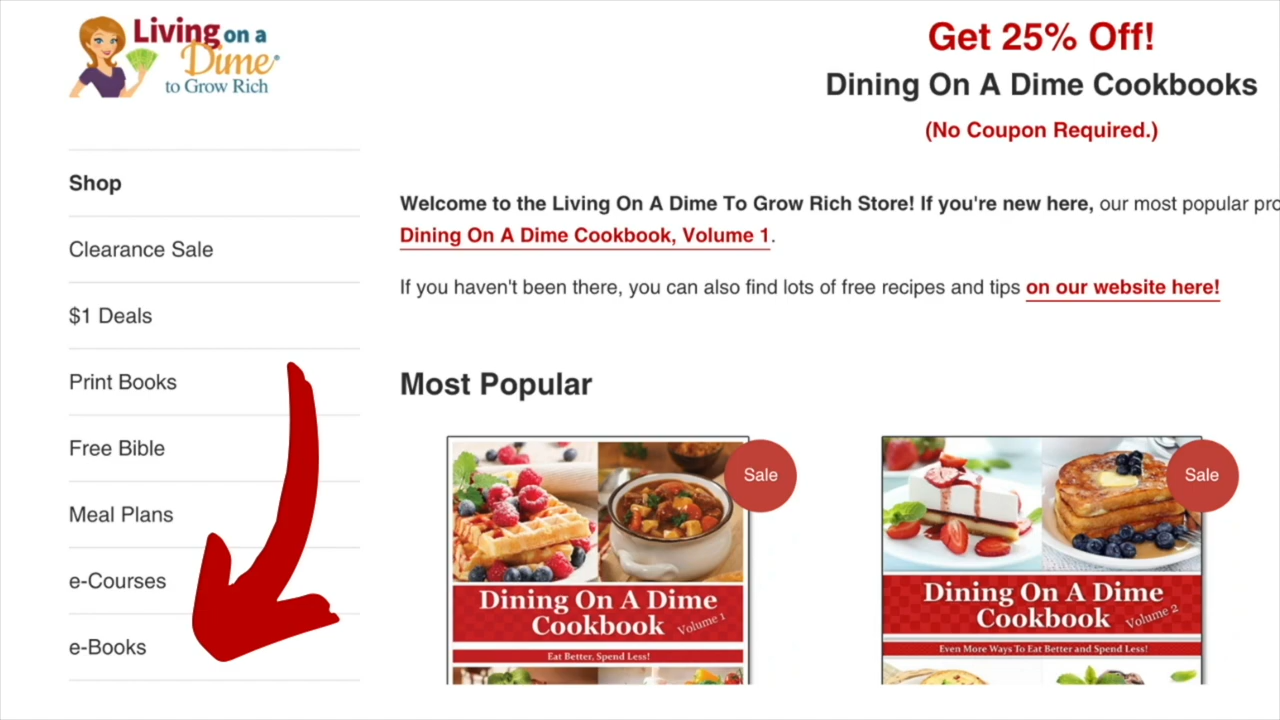 Living on a
Dime®
to Grow Rich
Get 25% Off!
Dining On A Dime Cookbooks
(No Coupon Required.)
Shop
Clearance Sale
$1 Deals
Print Books
Free Bible
Meal Plans
e-Courses
e-Books
Welcome to the Living On A Dime To Grow Rich Store! If you're new here, our most popular pro
Dining On A Dime Cookbook, Volume 1.
If you haven't been there, you can also find lots of free recipes and tips on our website here!
Most Popular
Sale
Dining On A Dime
Cookbook Volume 1
Eat Better, Spend Less!
Sale
Dining On A Dime
Cookbook Volume 2
Even More Ways To Eat Better and Spend Less!